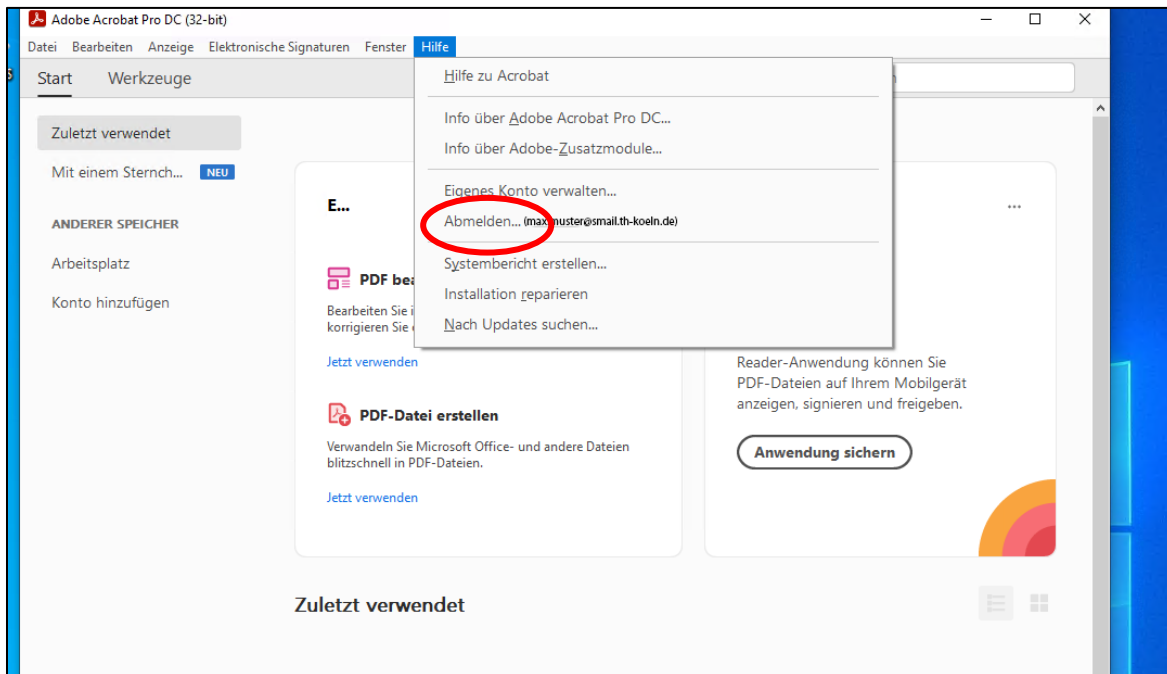 Adobe Acrobat Pro DC (32-bit)
Datei Bearbeiten Anzeige Elektronische Signaturen Fenster Hilfe
Start Werkzeuge
Hilfe zu Acrobat
Info über Adobe Acrobat Pro DC...
Info über Adobe-Zusatzmodule...
Eigenes Konto verwalten...
Abmelden... (max.muster@smail.th-koeln.de)
Systembericht erstellen...
Installation reparieren
Nach Updates suchen...
Zuletzt verwendet
Mit einem Sternch... NEU
ANDERER SPEICHER
Arbeitsplatz
Konto hinzufügen
E...
PDF bea
Bearbeiten Sie i
korrigieren Sie
Jetzt verwenden
PDF-Datei erstellen
Verwandeln Sie Microsoft Office- und andere Dateien
blitzschnell in PDF-Dateien.
Jetzt verwenden
...
Reader-Anwendung können Sie
PDF-Dateien auf Ihrem Mobilgerät
anzeigen, signieren und freigeben.
Anwendung sichern
Zuletzt verwendet